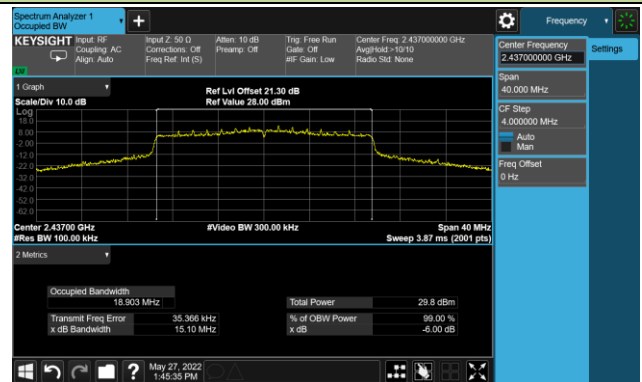 Spectrum Analyzer 1
Occupied BW
+
Frequency
KEYSIGHT
Input: RF
Coupling: AC
Align: Auto
Input Z: 50 Ω
Corrections: Off
Freq Ref: Int (S)
Atten: 10 dB
Preamp: Off
Trig: Free Run
Gate: Off
#IF Gain: Low
Center Freq: 2.437000000 GHz
Avg|Hold:>10/10
Radio Std: None
Center Frequency
2.437000000 GHz
Settings
Span
40.000 MHz
CF Step
4.000000 MHz
Auto
Man
Freq Offset
0 Hz
1 Graph
Scale/Div 10.0 dB
Ref Lvl Offset 21.30 dB
Ref Value 28.00 dBm
Log
18.0
8.00
-2.00
-12.0
-22.0
-32.0
-42.0
-52.0
-62.0
Center 2.43700 GHz
#Res BW 100.00 kHz
#Video BW 300.00 kHz
Span 40 MHz
Sweep 3.87 ms (2001 pts)
2 Metrics
Occupied Bandwidth
18.903 MHz
Total Power 29.8 dBm
Transmit Freq Error 35.366 kHz
% of OBW Power 99.00 %
x dB Bandwidth 15.10 MHz
x dB -6.00 dB
?
May 27, 2022
1:45:35 PM